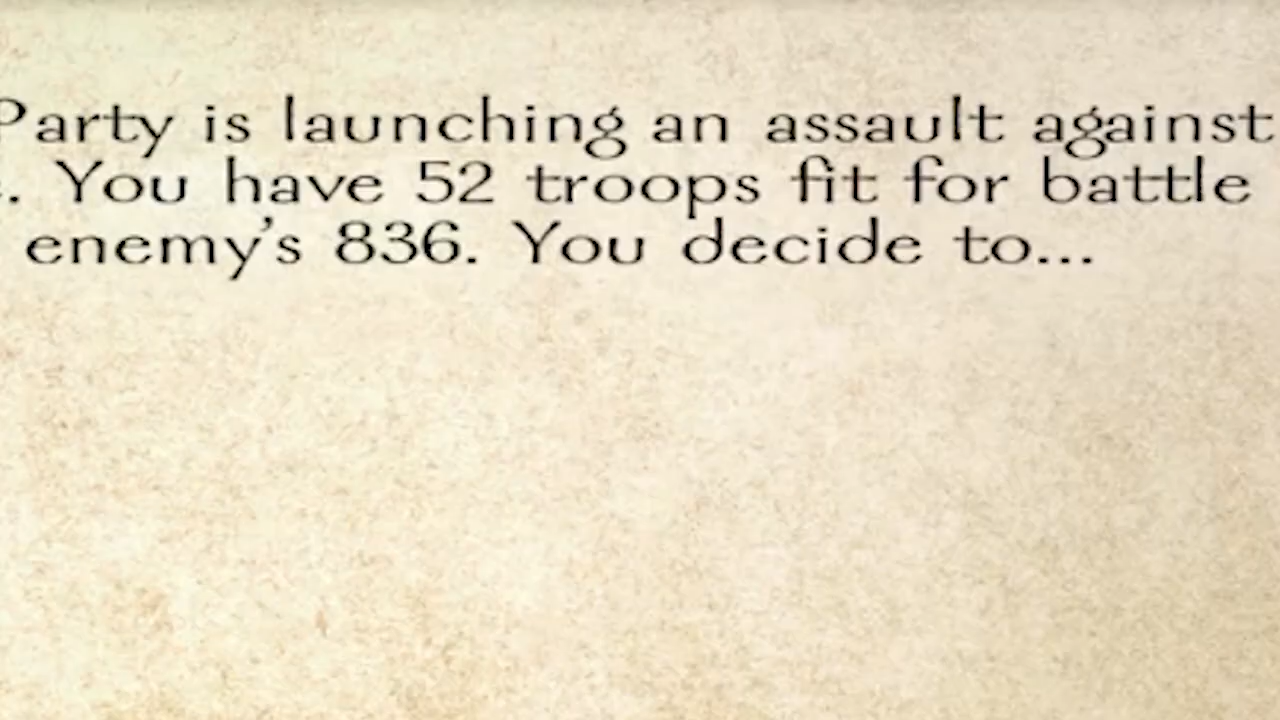 Party is launching an assault against
. You have 52 troops fit for battle
enemy's 836. You decide to...